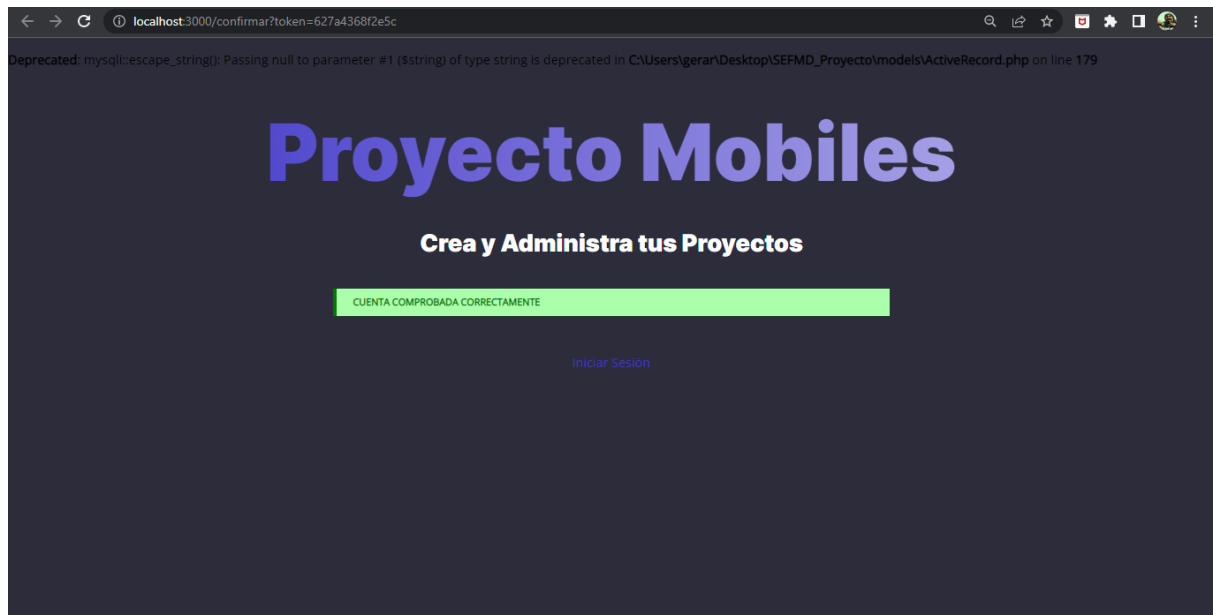 localhost:3000/confirmar?token=627a4368f2e5c
Deprecated: mysqli::escape_string(): Passing null to parameter #1 ($string) of type string is deprecated in C:\Users\gerar\Desktop\SEFMD_Proyecto\models\ActiveRecord.php on line 179
Proyecto Mobiles
Crea y Administra tus Proyectos
CUENTA COMPROBADA CORRECTAMENTE
Iniciar Sesión